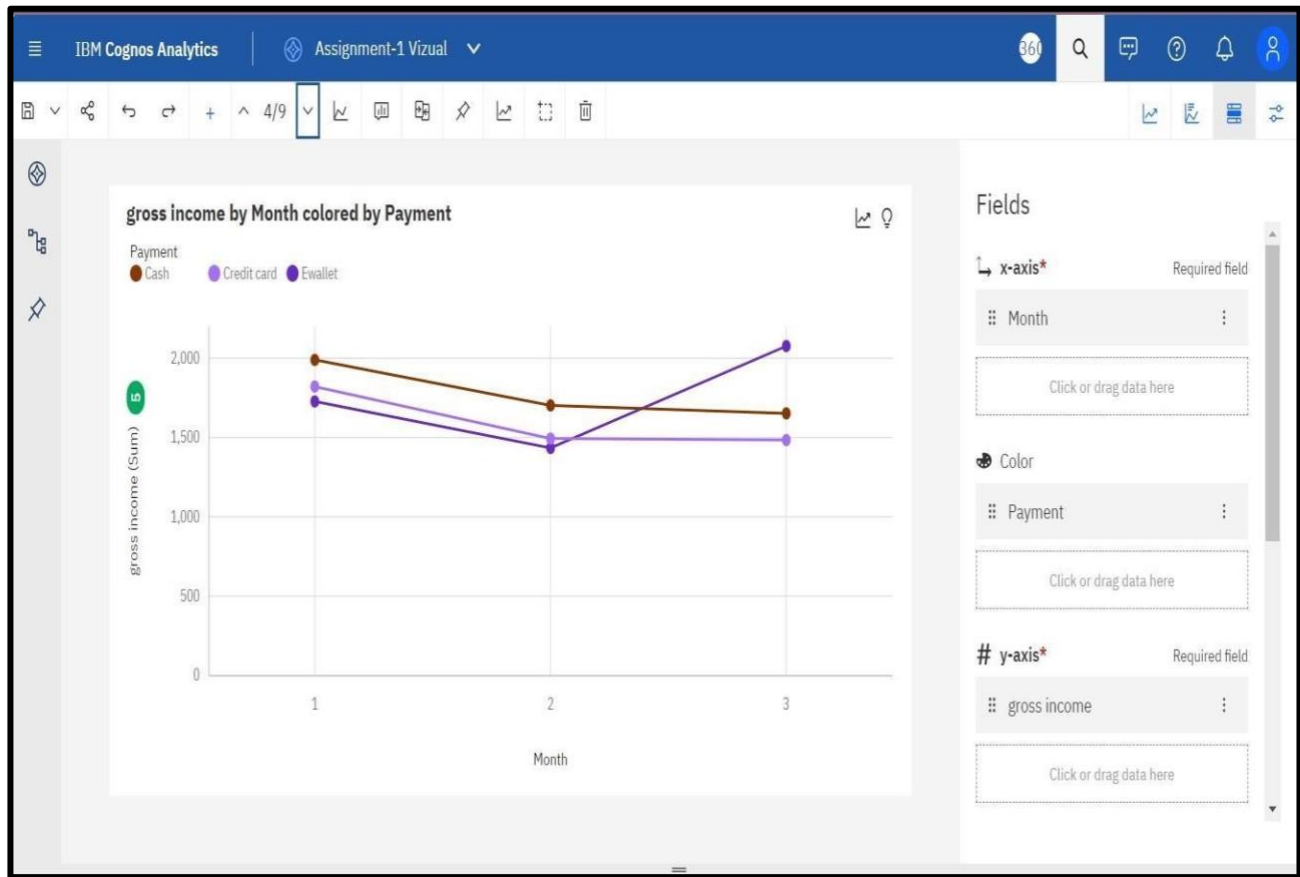 IBM Cognos Analytics
Assignment-1 Vizual
360
4/9
gross income by Month colored by Payment
Payment
Cash Credit card Ewallet
2,000
1,500
1,000
500
0
gross income (Sum) 5
1 2 3
Month
Fields
x-axis* Required field
Month
Click or drag data here
Color
Payment
Click or drag data here
# y-axis* Required field
gross income
Click or drag data here